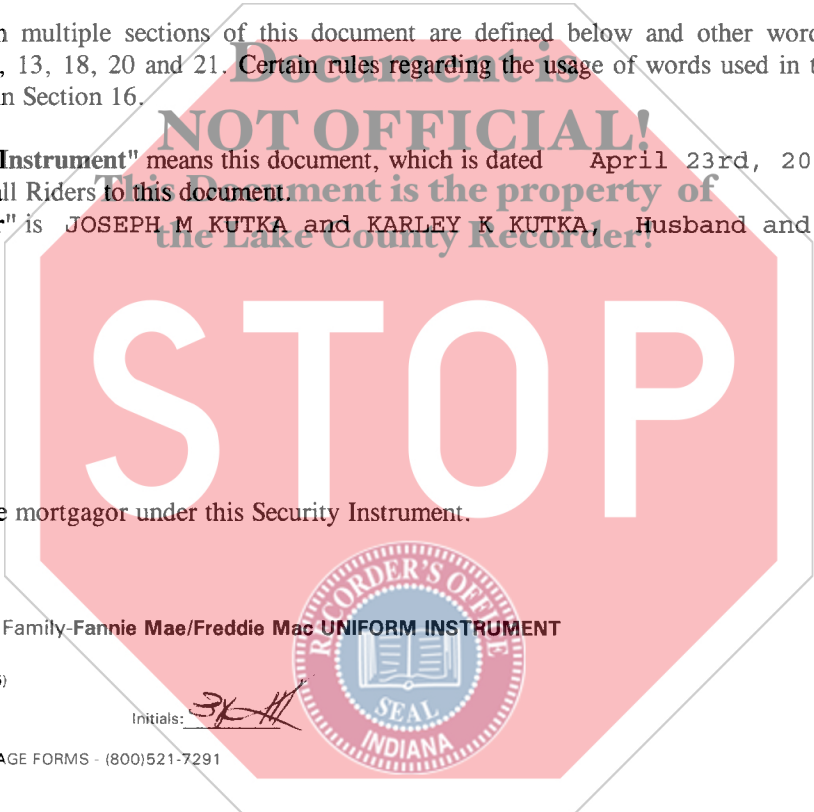 n multiple sections of this document are defined below and other word
, 13, 18, 20 and 21. Certain rules regarding the usage of words used in t
n Section 16.
Document is
NOT OFFICIAL!
This Document is the property of
the Lake County Recorder!
Instrument" means this document, which is dated April 23rd, 20
all Riders to this document.
r" is JOSEPH M KUTKA and KARLEY K KUTKA, Husband and
STOP
e mortgagor under this Security Instrument.
Family-Fannie Mae/Freddie Mac UNIFORM INSTRUMENT
Initials:
AGE FORMS - (800)521-7291
RECORDER'S OFFICE
SEAL
INDIANA